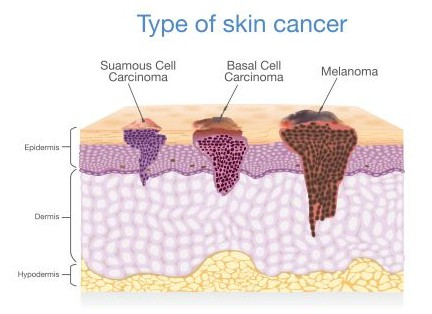 Type of skin cancer
Suamous Cell
Carcinoma
Basal Cell
Carcinoma
Melanoma
Epidermis
Dermis
Hypodermis